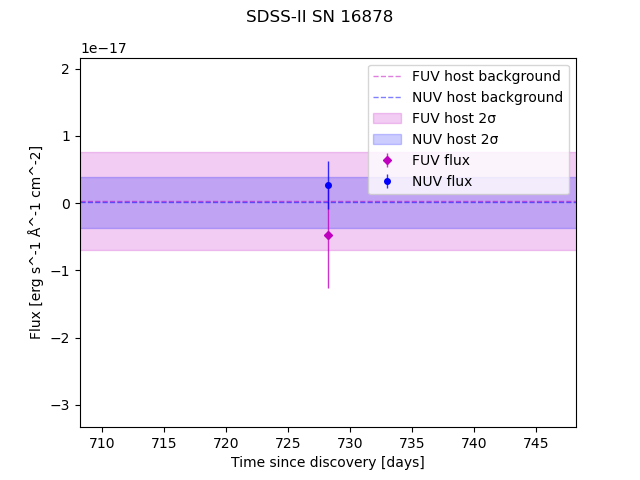 SDSS-II SN 16878
1e−17
FUV host background
NUV host background
FUV host 2σ
NUV host 2σ
FUV flux
NUV flux
2
1
0
−1
−2
−3
Flux [erg s^-1 Å^-1 cm^-2]
710 715 720 725 730 735 740 745
Time since discovery [days]